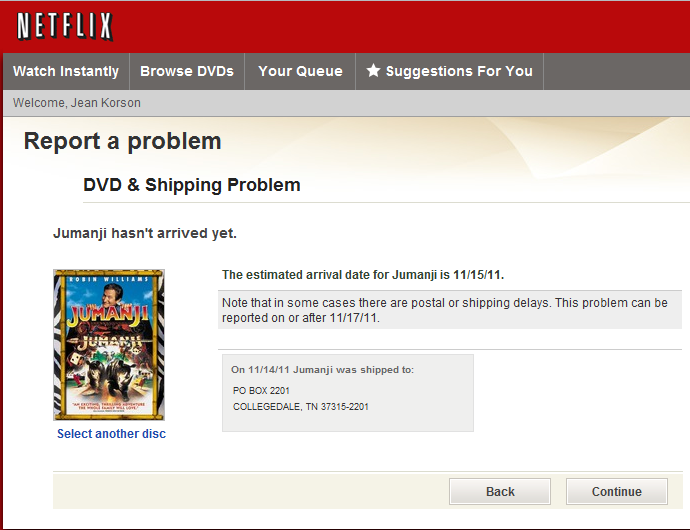 NETFLIX
Watch Instantly Browse DVDs Your Queue Suggestions For You
Welcome, Jean Korson
Report a problem
DVD & Shipping Problem
Jumanji hasn't arrived yet.
ROBIN WILLIAMS
JUMANJI
JUMANJI
AN EXCITING, THRILLING ADVENTURE
THE WHOLE FAMILY WILL LOVE!
Select another disc
The estimated arrival date for Jumanji is 11/15/11.
Note that in some cases there are postal or shipping delays. This problem can be
reported on or after 11/17/11.
On 11/14/11 Jumanji was shipped to:
PO BOX 2201
COLLEGEDALE, TN 37315-2201
Back Continue